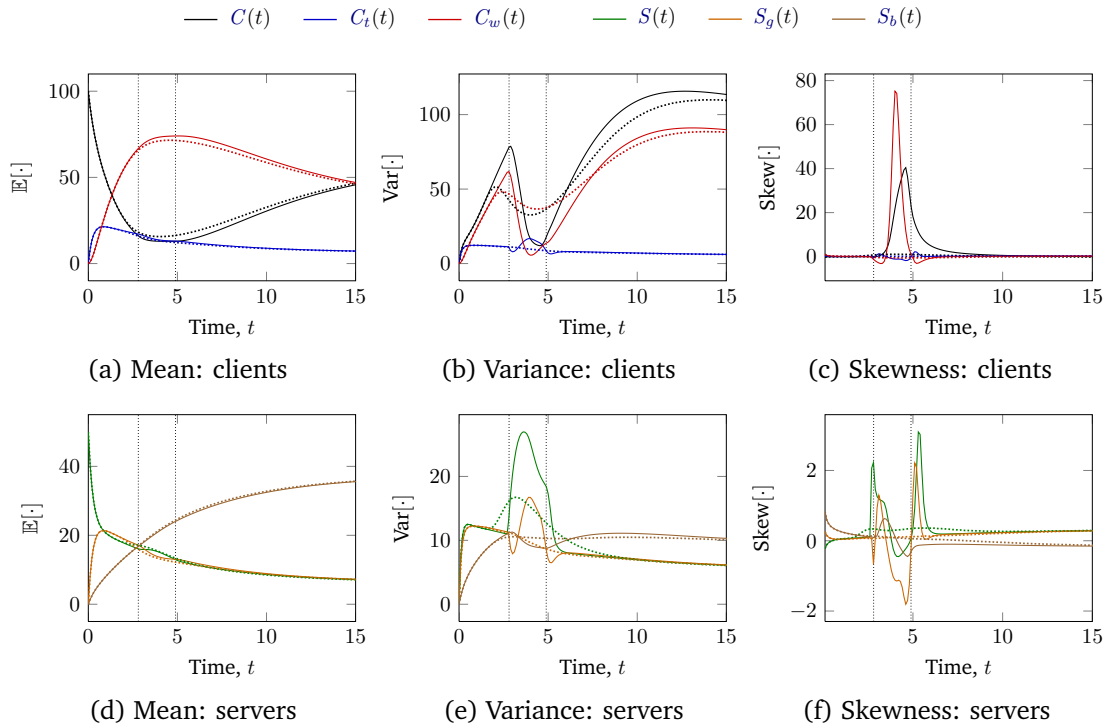 C(t) C_t(t) C_w(t) S(t) S_g(t) S_b(t)
100
50
0
𝔼[·]
0 5 10 15
Time, t
(a) Mean: clients
100
50
0
Var[·]
0 5 10 15
Time, t
(b) Variance: clients
80
60
40
20
0
Skew[·]
5 10 15
Time, t
(c) Skewness: clients
40
20
0
𝔼[·]
0 5 10 15
Time, t
(d) Mean: servers
20
10
0
Var[·]
0 5 10 15
Time, t
(e) Variance: servers
2
0
−2
Skew[·]
5 10 15
Time, t
(f) Skewness: servers